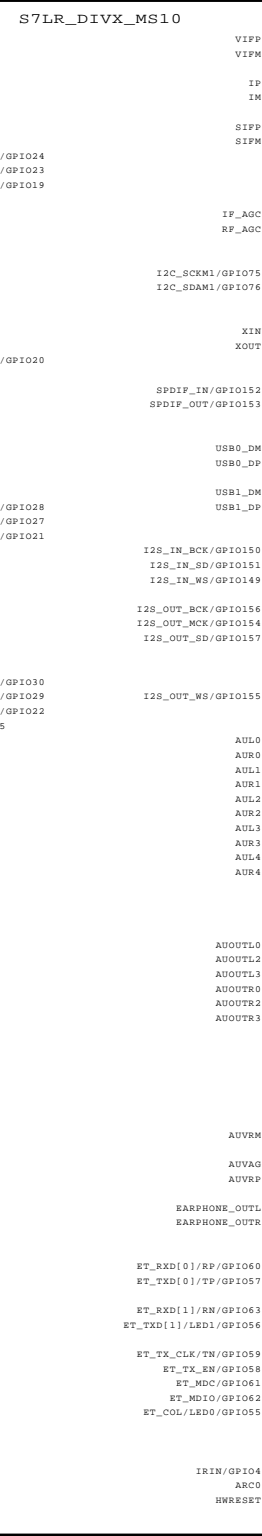 S7LR_DIVX_MS10
VIFP
VIFM
IP
IM
SIFP
SIFM
/GPIO24
/GPIO23
/GPIO19
IF_AGC
RF_AGC
I2C_SCKM1/GPIO75
I2C_SDAM1/GPIO76
XIN
XOUT
/GPIO20
SPDIF_IN/GPIO152
SPDIF_OUT/GPIO153
USB0_DM
USB0_DP
USB1_DM
/GPIO28 USB1_DP
/GPIO27
/GPIO21
I2S_IN_BCK/GPIO150
I2S_IN_SD/GPIO151
I2S_IN_WS/GPIO149
I2S_OUT_BCK/GPIO156
I2S_OUT_MCK/GPIO154
I2S_OUT_SD/GPIO157
/GPIO30
/GPIO29 I2S_OUT_WS/GPIO155
/GPIO22
5
AUL0
AUR0
AUL1
AUR1
AUL2
AUR2
AUL3
AUR3
AUL4
AUR4
AUOUTL0
AUOUTL2
AUOUTL3
AUOUTR0
AUOUTR2
AUOUTR3
AUVRM
AUVAG
AUVRP
EARPHONE_OUTL
EARPHONE_OUTR
ET_RXD[0]/RP/GPIO60
ET_TXD[0]/TP/GPIO57
ET_RXD[1]/RN/GPIO63
ET_TXD[1]/LED1/GPIO56
ET_TX_CLK/TN/GPIO59
ET_TX_EN/GPIO58
ET_MDC/GPIO61
ET_MDIO/GPIO62
ET_COL/LED0/GPIO55
IRIN/GPIO4
ARC0
HWRESET